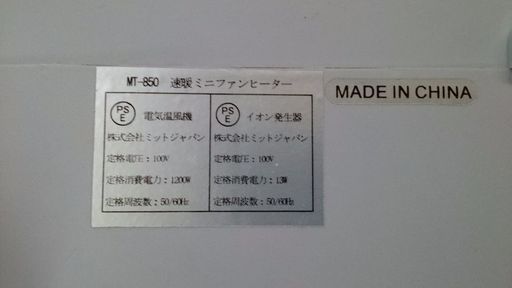 MT-850 速暖ミニファンヒーター
PS
E
電気温風機
株式会社ミットジャパン
定格電圧：100V
定格消費電力：1200W
定格周波数：50/60Hz
PS
E
イオン発生器
株式会社ミットジャパン
定格電圧：100V
定格消費電力：13W
定格周波数：50/60Hz
MADE IN CHINA